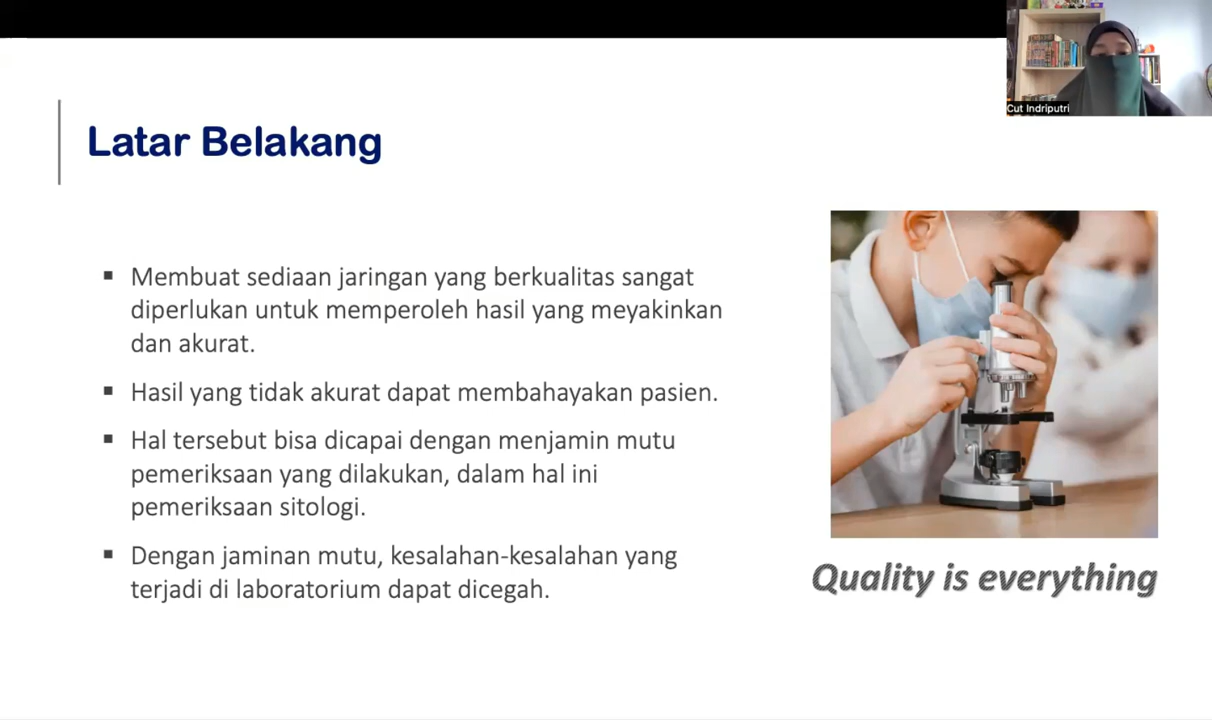 Cut Indriputri
Latar Belakang
▪ Membuat sediaan jaringan yang berkualitas sangat
diperlukan untuk memperoleh hasil yang meyakinkan
dan akurat.
▪ Hasil yang tidak akurat dapat membahayakan pasien.
▪ Hal tersebut bisa dicapai dengan menjamin mutu
pemeriksaan yang dilakukan, dalam hal ini
pemeriksaan sitologi.
▪ Dengan jaminan mutu, kesalahan-kesalahan yang
terjadi di laboratorium dapat dicegah.
Quality is everything